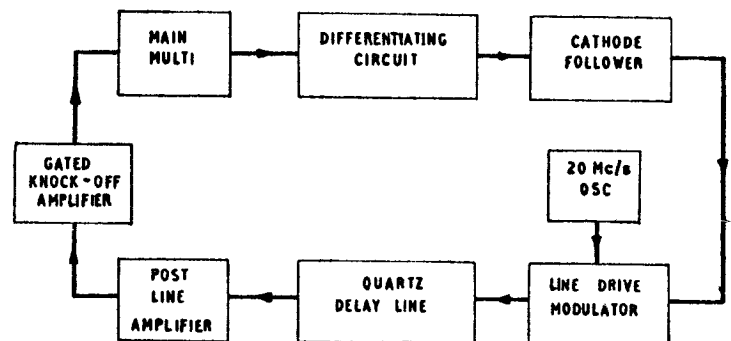 MAIN
MULTI
DIFFERENTIATING
CIRCUIT
CATHODE
FOLLOWER
GATED
KNOCK-OFF
AMPLIFIER
20 Mc/s
OSC
POST
LINE
AMPLIFIER
QUARTZ
DELAY LINE
LINE DRIVE
MODULATOR